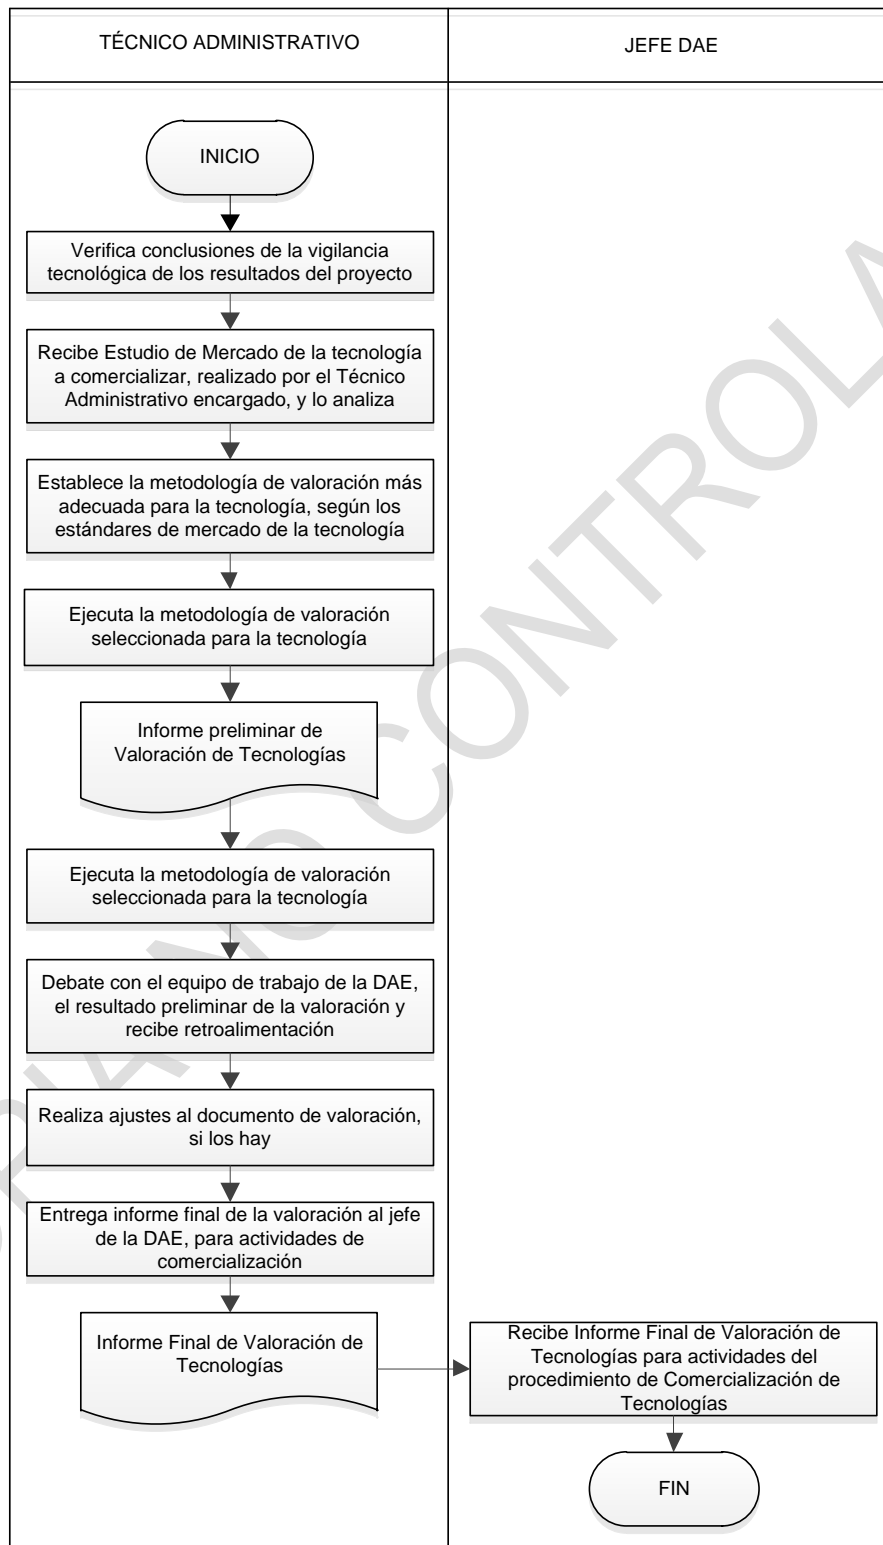 TÉCNICO ADMINISTRATIVO
JEFE DAE
INICIO
Verifica conclusiones de la vigilancia
tecnológica de los resultados del proyecto
Recibe Estudio de Mercado de la tecnología
a comercializar, realizado por el Técnico
Administrativo encargado, y lo analiza
Establece la metodología de valoración más
adecuada para la tecnología, según los
estándares de mercado de la tecnología
Ejecuta la metodología de valoración
seleccionada para la tecnología
Informe preliminar de
Valoración de Tecnologías
Ejecuta la metodología de valoración
seleccionada para la tecnología
Debate con el equipo de trabajo de la DAE,
el resultado preliminar de la valoración y
recibe retroalimentación
Realiza ajustes al documento de valoración,
si los hay
Entrega informe final de la valoración al jefe
de la DAE, para actividades de
comercialización
Informe Final de Valoración de
Tecnologías
Recibe Informe Final de Valoración de
Tecnologías para actividades del
procedimiento de Comercialización de
Tecnologías
FIN